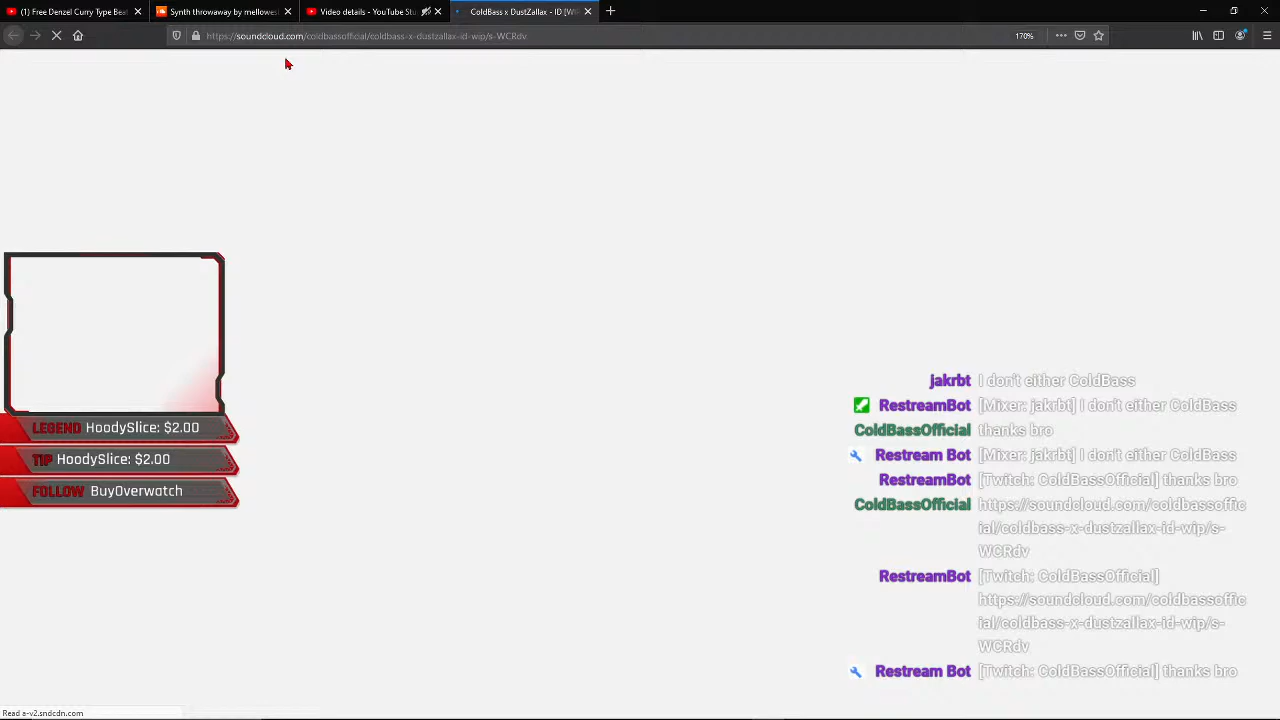 (1) Free Denzel Curry Type Beat
Synth throwaway by mellowes
Video details - YouTube Stu
ColdBass x DustZallax - ID [W
https://soundcloud.com/coldbassofficial/coldbass-x-dustzallax-id-wip/s-WCRdv
170%
jakrbt I don't either ColdBass
RestreamBot [Mixer: jakrbt] I don't either ColdBass
ColdBassOfficial thanks bro
Restream Bot [Mixer: jakrbt] I don't either ColdBass
RestreamBot [Twitch: ColdBassOfficial] thanks bro
ColdBassOfficial https://soundcloud.com/coldbassoffic
ial/coldbass-x-dustzallax-id-wip/s-
WCRdv
RestreamBot [Twitch: ColdBassOfficial]
https://soundcloud.com/coldbassoffic
ial/coldbass-x-dustzallax-id-wip/s-
WCRdv
Restream Bot [Twitch: ColdBassOfficial] thanks bro
LEGEND HoodySlice: $2.00
TIP HoodySlice: $2.00
FOLLOW BuyOverwatch
Read a-v2.sndcdn.com